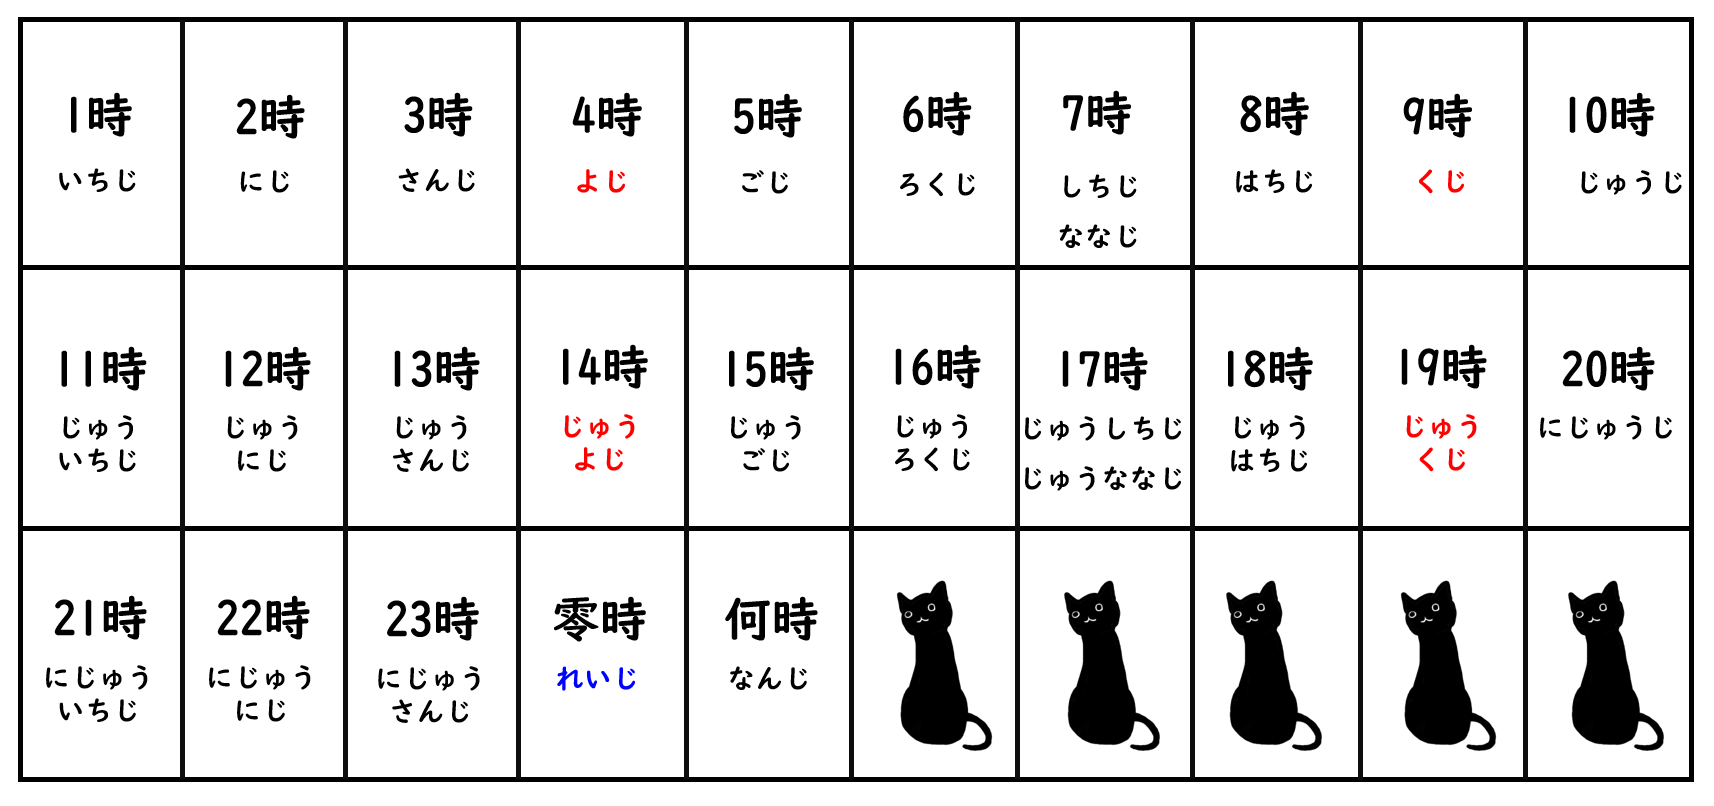 1時
いちじ
2時
にじ
3時
さんじ
4時
よじ
5時
ごじ
6時
ろくじ
7時
しちじ
ななじ
8時
はちじ
9時
くじ
10時
じゅうじ
11時
じゅう
いちじ
12時
じゅう
にじ
13時
じゅう
さんじ
14時
じゅう
よじ
15時
じゅう
ごじ
16時
じゅう
ろくじ
17時
じゅうしちじ
じゅうななじ
18時
じゅう
はちじ
19時
じゅう
くじ
20時
にじゅうじ
21時
にじゅう
いちじ
22時
にじゅう
にじ
23時
にじゅう
さんじ
零時
れいじ
何時
なんじ